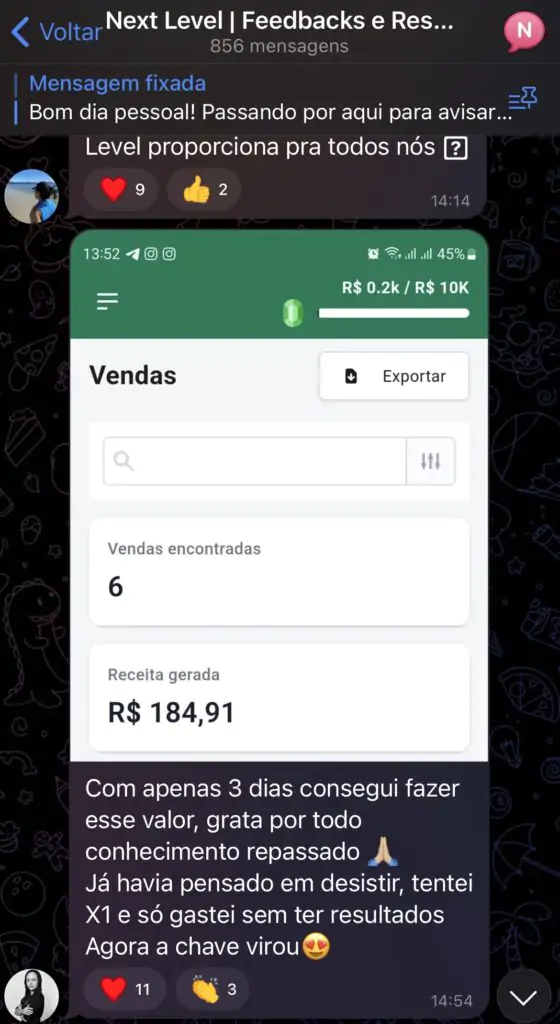 Voltar
Next Level | Feedbacks e Res...
856 mensagens
N
Mensagem fixada
Bom dia pessoal! Passando por aqui para avisar...
Level proporciona pra todos nós ?
9
2
14:14
13:52
45%
R$ 0.2k / R$ 10K
Vendas
Exportar
Vendas encontradas
6
Receita gerada
R$ 184,91
Com apenas 3 dias consegui fazer
esse valor, grata por todo
conhecimento repassado 🙏🏼
Já havia pensado em desistir, tentei
X1 e só gastei sem ter resultados
Agora a chave virou😍
11
3
14:54